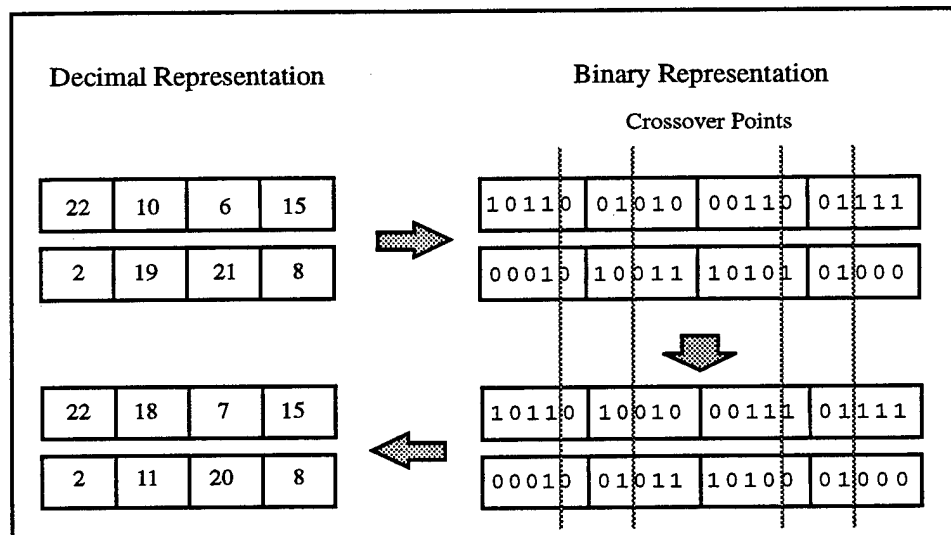 Decimal Representation
Binary Representation
Crossover Points
22 10 6 15
10110 01010 00110 01111
2 19 21 8
00010 10011 10101 01000
22 18 7 15
10110 10010 00111 01111
2 11 20 8
00010 01011 10100 01000